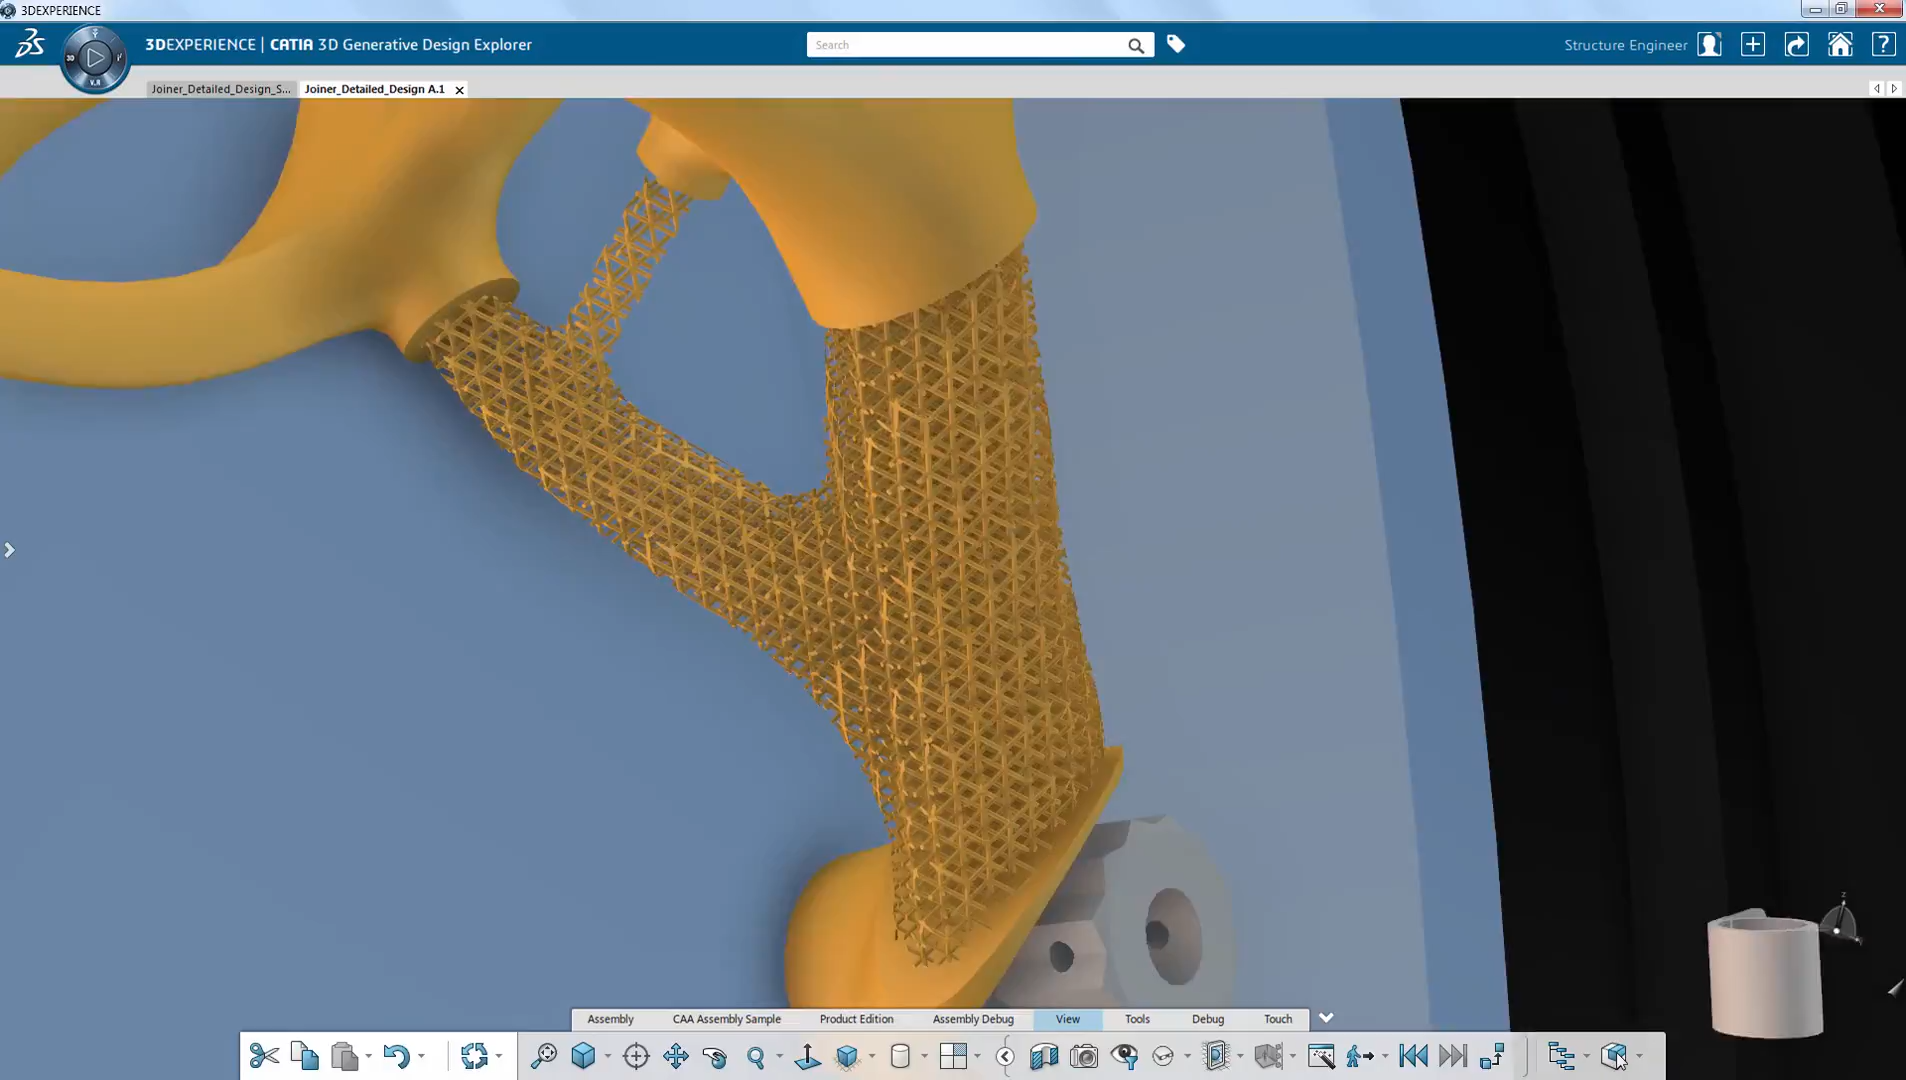 3DEXPERIENCE
3DEXPERIENCE | CATIA 3D Generative Design Explorer
Search
Structure Engineer
3D
V.R
Joiner_Detailed_Design_S...
Joiner_Detailed_Design A.1
Assembly
CAA Assembly Sample
Product Edition
Assembly Debug
View
Tools
Debug
Touch